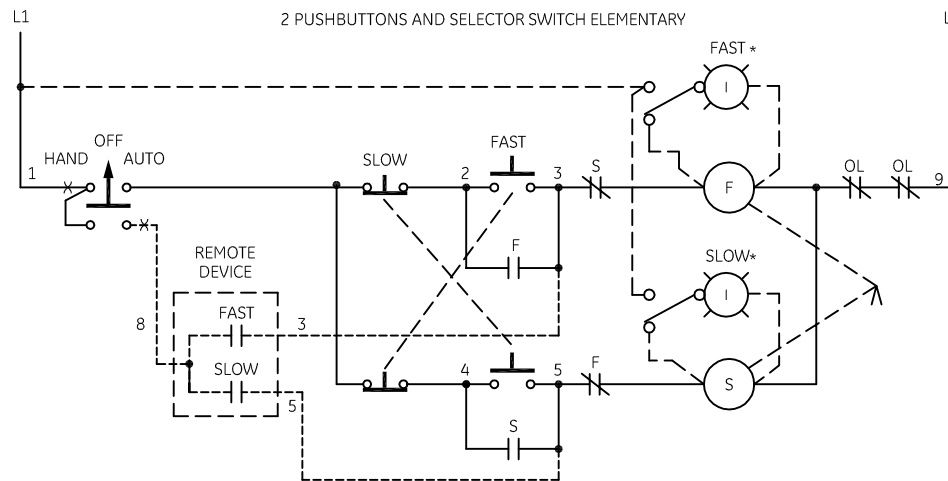 L1
2 PUSHBUTTONS AND SELECTOR SWITCH ELEMENTARY
L
FAST *
I
OFF
HAND
AUTO
1
X
X
SLOW
FAST
2
3
S
F
OL
OL
9
REMOTE
DEVICE
F
SLOW*
I
8
FAST
3
SLOW
5
4
5
F
S
S